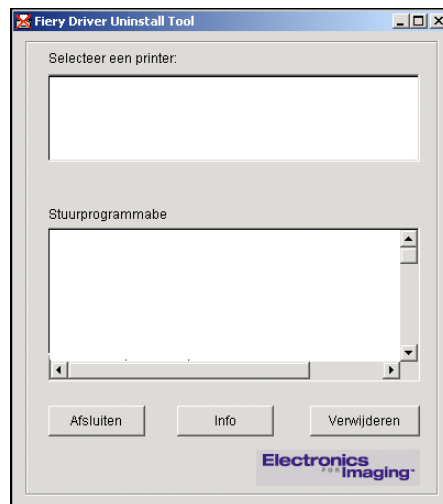 Fiery Driver Uninstall Tool
Selecteer een printer:
Stuurprogrammabe
Afsluiten Info Verwijderen
Electronics
FOR Imaging